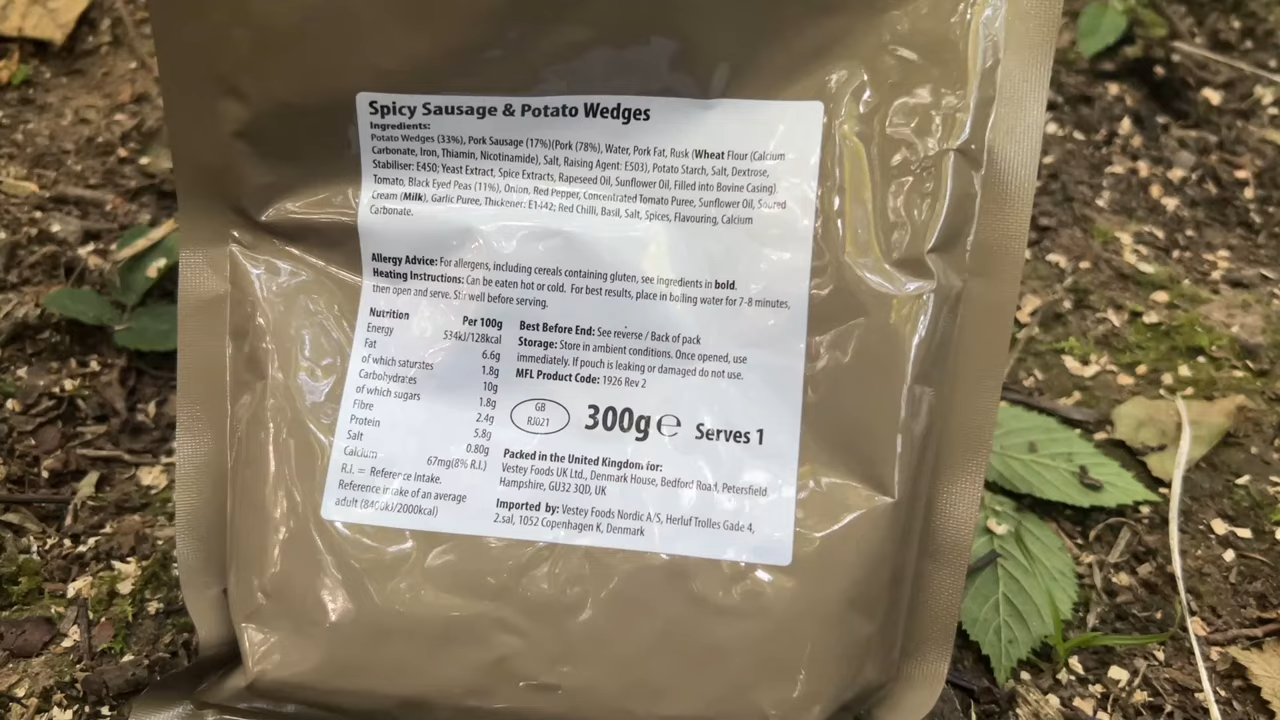 Spicy Sausage & Potato Wedges
Ingredients:
Potato Wedges (33%), Pork Sausage (17%)(Pork (78%), Water, Pork Fat, Rusk (Wheat Flour (Calcium
Carbonate, Iron, Thiamin, Nicotinamide), Salt, Raising Agent: E503), Potato Starch, Salt, Dextrose,
Stabiliser: E450; Yeast Extract, Spice Extracts, Rapeseed Oil, Sunflower Oil, Filled into Bovine Casing)
Tomato, Black Eyed Peas (11%), Onion, Red Pepper, Concentrated Tomato Puree, Sunflower Oil, Soured
Cream (Milk), Garlic Puree, Thickener: E1442; Red Chilli, Basil, Salt, Spices, Flavouring, Calcium
Carbonate.
Allergy Advice: For allergens, including cereals containing gluten, see ingredients in bold.
Heating Instructions: Can be eaten hot or cold. For best results, place in boiling water for 7-8 minutes,
then open and serve. Stir well before serving.
Nutrition Per 100g
Energy 534kJ/128kcal
Fat 6.6g
of which saturates 1.8g
Carbohydrates 10g
of which sugars 1.8g
Fibre 2.4g
Protein 5.8g
Salt 0.80g
Calcium 67mg(8% R.I.)
R.I. = Reference Intake.
Reference intake of an average
adult (8400kJ/2000kcal)
Best Before End: See reverse / Back of pack
Storage: Store in ambient conditions. Once opened, use
immediately. If pouch is leaking or damaged do not use.
MFL Product Code: 1926 Rev 2
GB
RJ021
300g℮ Serves 1
Packed in the United Kingdom for:
Vestey Foods UK Ltd., Denmark House, Bedford Road, Petersfield
Hampshire, GU32 3QD, UK
Imported by: Vestey Foods Nordic A/S, Herluf Trolles Gade 4,
2.sal, 1052 Copenhagen K, Denmark